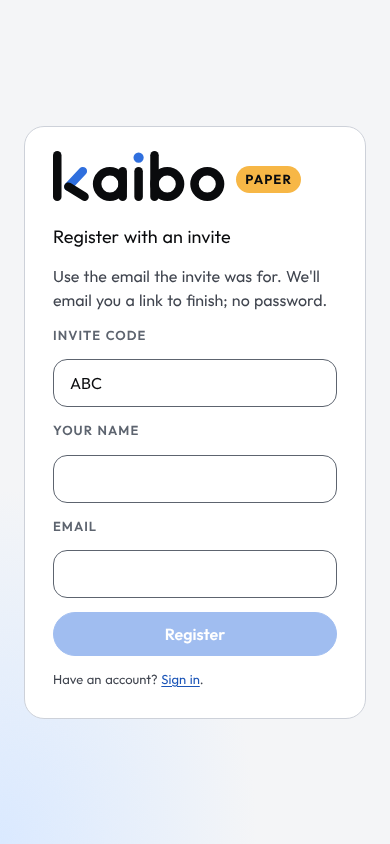 kaibo PAPER
Register with an invite
Use the email the invite was for. We'll
email you a link to finish; no password.
INVITE CODE
ABC
YOUR NAME
EMAIL
Register
Have an account? Sign in.